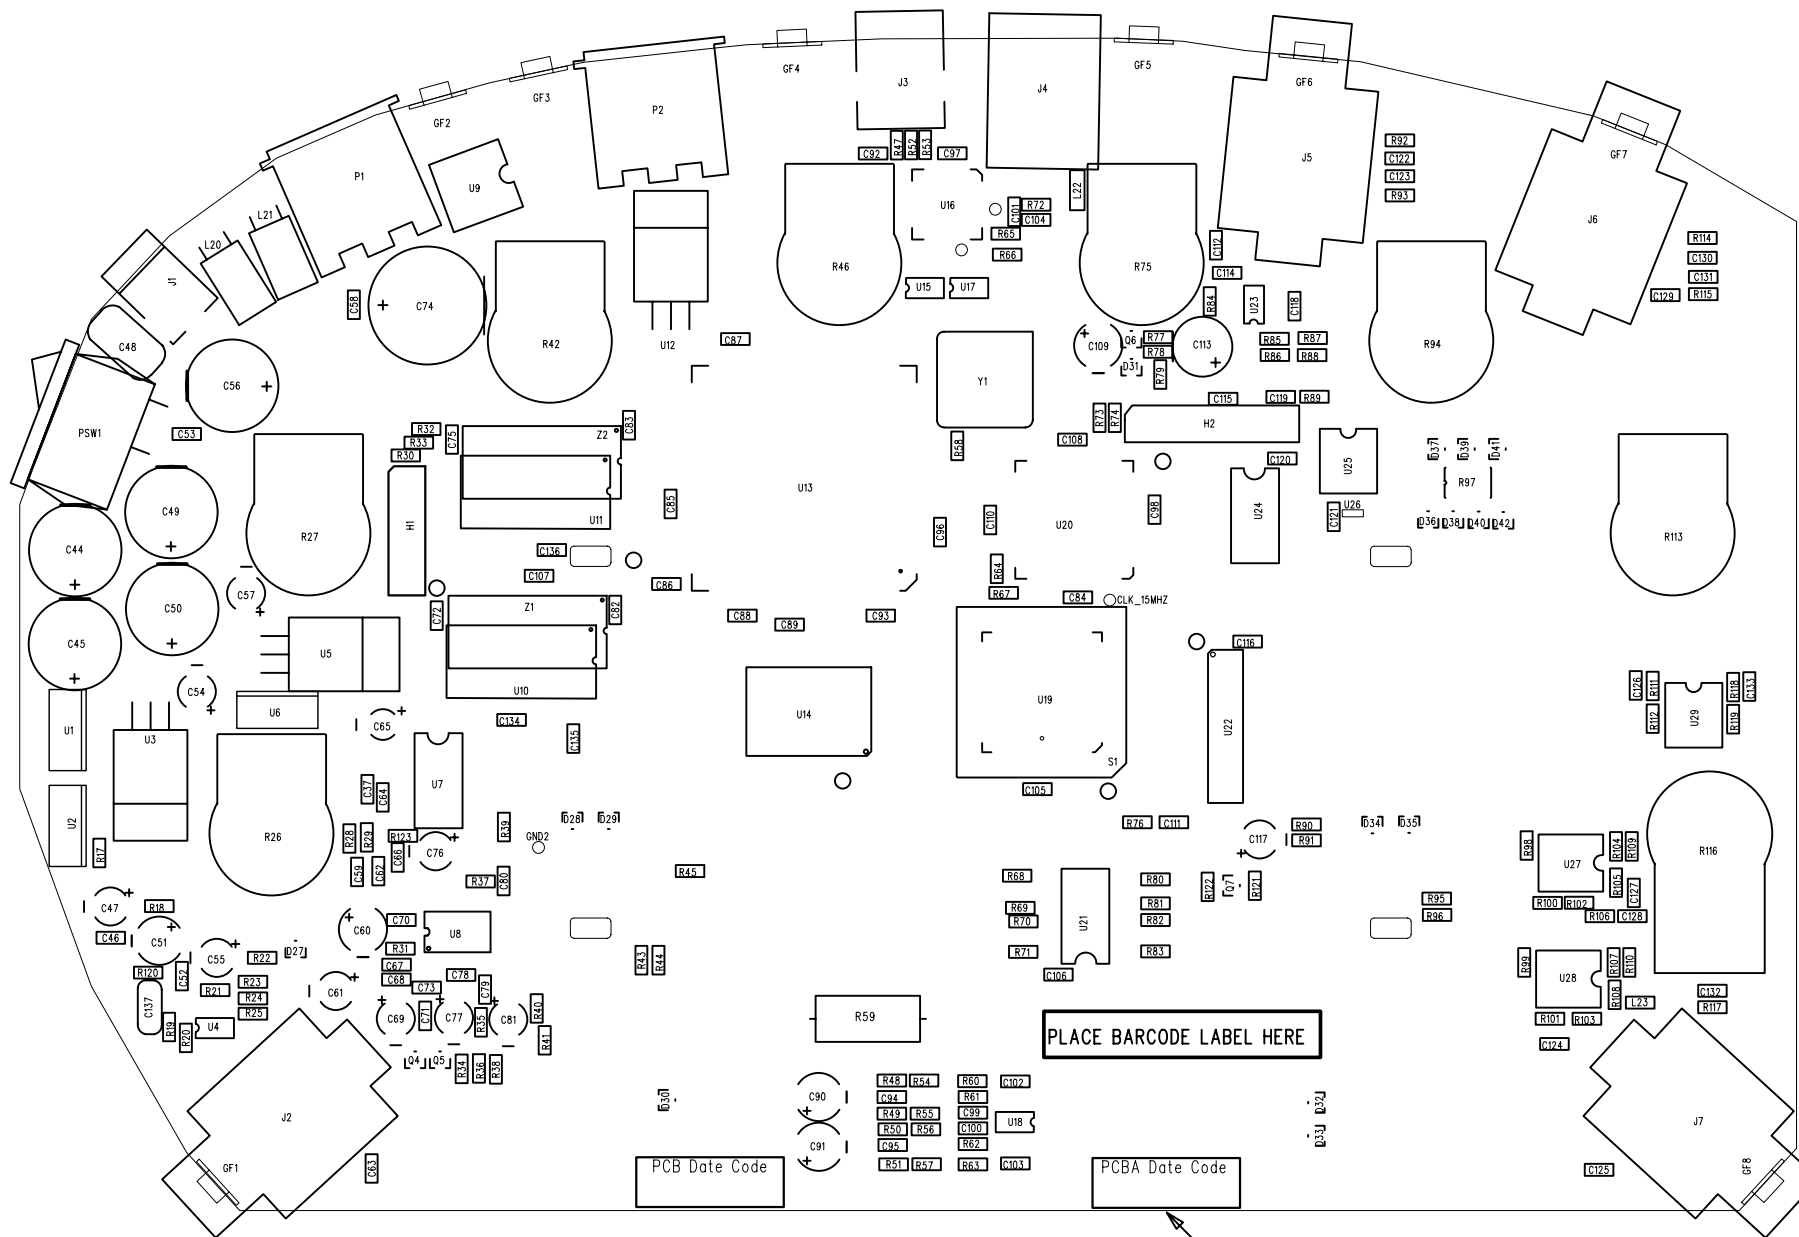 GF4
J3
GF5
GF6
GF3
P2
J4
GF2
J5
GF7
P1
U9
C92
R47
R52
R53
C97
R92
C122
C123
R93
L21
L20
U16
L22
C101
R72
C104
R65
R66
J6
J1
R46
R75
C112
C114
R114
C130
C131
C129
R115
C58
C74
U15
U17
R84
U23
C118
C48
U12
C87
R42
C109
Q6
R77
R78
D31
R79
C113
R85
R87
R86
R88
R94
C56
Y1
PSW1
C53
R32
R33
R30
C75
Z2
C83
R58
R73
R74
C108
C115
C119
R89
H2
C120
U25
D37
D39
D41
R97
C49
R27
H1
U11
C85
U13
C96
C110
U20
C98
U24
C121
U26
D36
D38
D40
D42
R113
C44
C136
C107
C86
R64
R67
C84
CLK_15MHZ
C50
C57
C72
Z1
C82
C88
C89
C93
C45
U5
C116
C54
U6
U10
C134
C65
C135
U14
U19
S1
U22
C126
R111
R112
U29
R118
C133
R119
U1
U3
U7
C37
C64
C105
U2
R17
R26
R28
R29
R123
C66
C76
R39
D28
D29
GND2
R76
C111
C117
R90
R91
D34
D35
R98
U27
R104
R109
R116
C59
C62
R37
C80
R45
R68
R80
R122
Q7
R121
R105
C127
C47
R18
C46
C51
C60
C70
U8
R69
R70
U21
R81
R82
R95
R96
R100
R102
R106
C128
R120
C52
C55
R22
D27
R31
C67
C68
C73
C78
C79
R43
R44
R71
R83
C106
R99
U28
R107
R110
R108
C137
R21
R23
R24
R25
C61
C69
C71
C77
R35
C81
R40
R41
R59
L23
C132
R117
R19
R20
U4
R101
R103
C124
PLACE BARCODE LABEL HERE
Q4
Q5
R34
R36
R38
J2
D30
C90
C91
R48
R54
C94
R49
R55
R50
R56
C95
R51
R57
R60
C102
R61
C99
C100
U18
R62
R63
C103
D32
D33
J7
GF1
C63
PCB Date Code
PCBA Date Code
C125
GF8